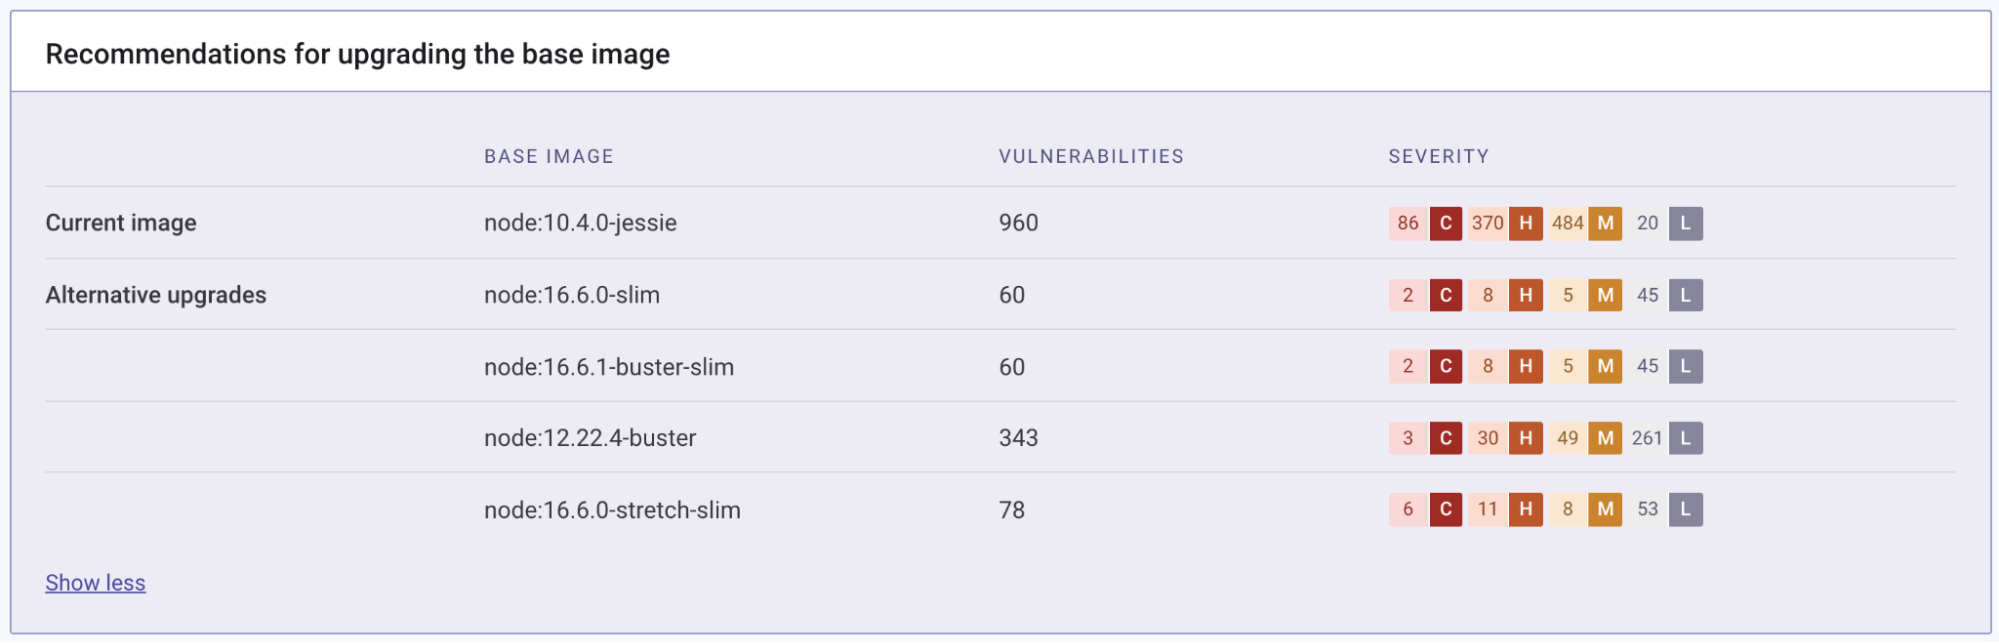 Recommendations for upgrading the base image
BASE IMAGE VULNERABILITIES SEVERITY
Current image node:10.4.0-jessie 960 86 C 370 H 484 M 20 L
Alternative upgrades node:16.6.0-slim 60 2 C 8 H 5 M 45 L
node:16.6.1-buster-slim 60 2 C 8 H 5 M 45 L
node:12.22.4-buster 343 3 C 30 H 49 M 261 L
node:16.6.0-stretch-slim 78 6 C 11 H 8 M 53 L
Show less